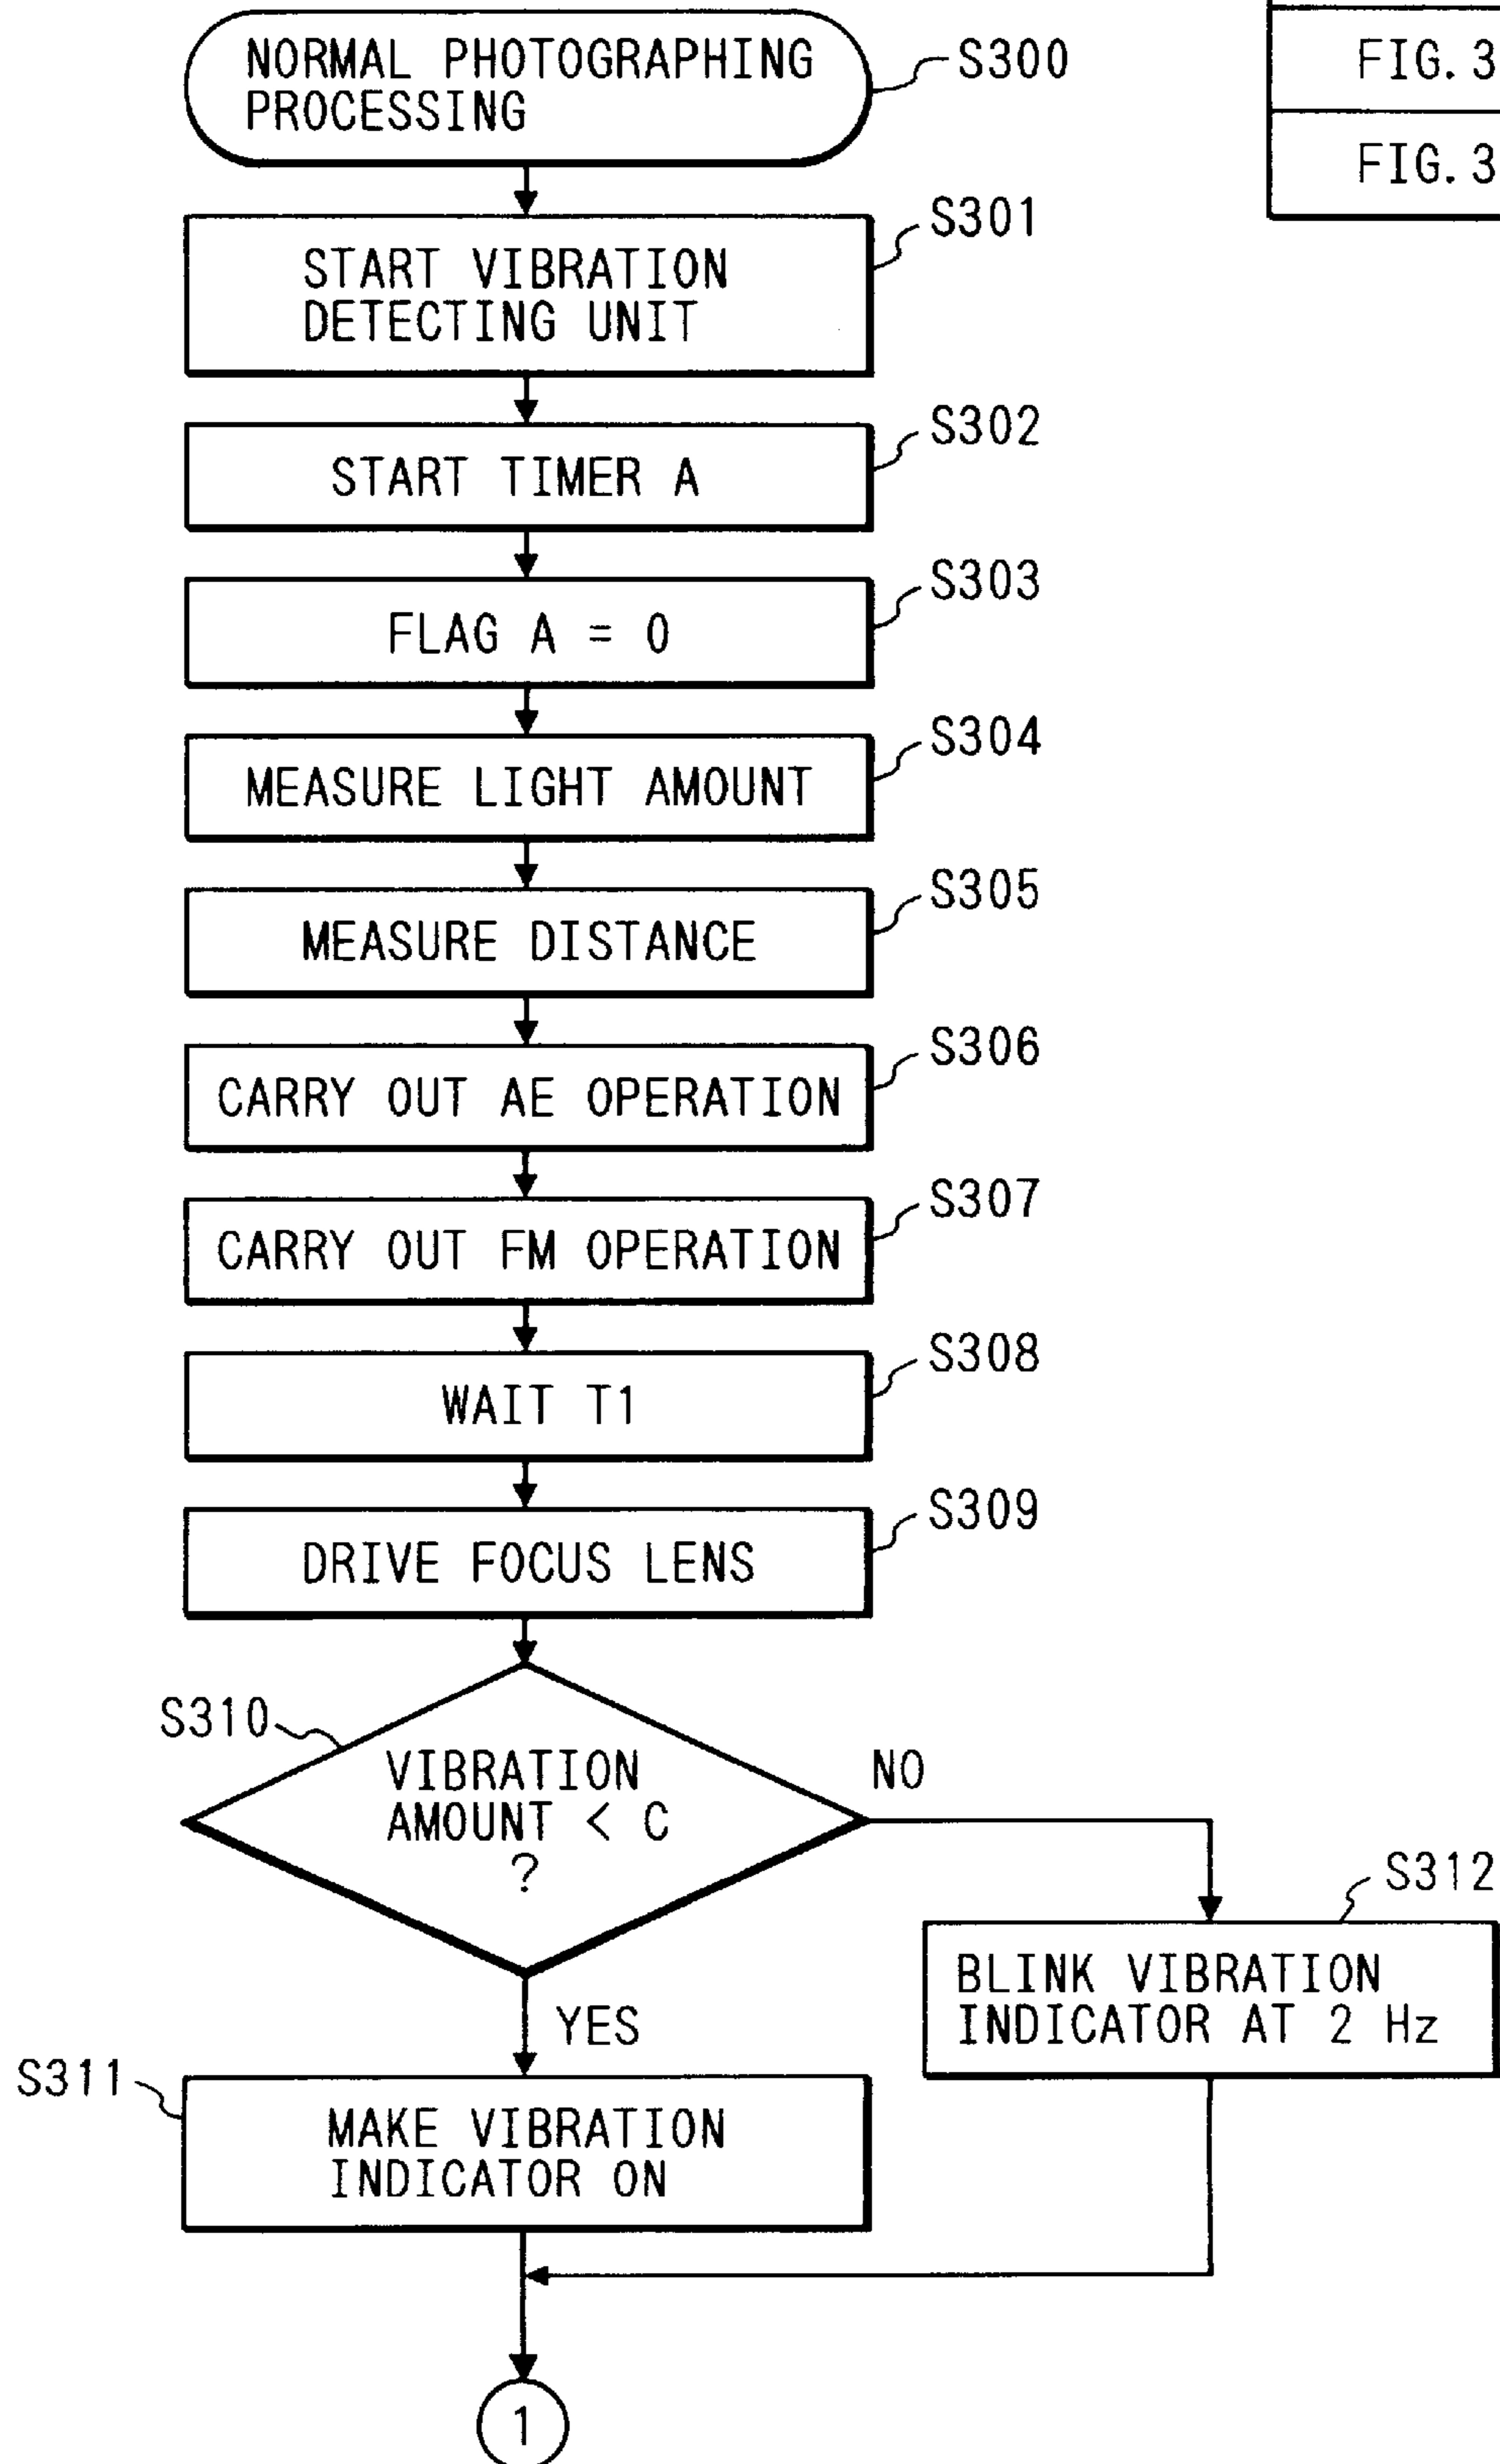 NORMAL PHOTOGRAPHING
PROCESSING
S300
FIG. 3
FIG. 3
START VIBRATION
DETECTING UNIT
S301
START TIMER A
S302
FLAG A = 0
S303
MEASURE LIGHT AMOUNT
S304
MEASURE DISTANCE
S305
CARRY OUT AE OPERATION
S306
CARRY OUT FM OPERATION
S307
WAIT T1
S308
DRIVE FOCUS LENS
S309
S310
VIBRATION
AMOUNT < C
?
NO
YES
S312
BLINK VIBRATION
INDICATOR AT 2 Hz
S311
MAKE VIBRATION
INDICATOR ON
1